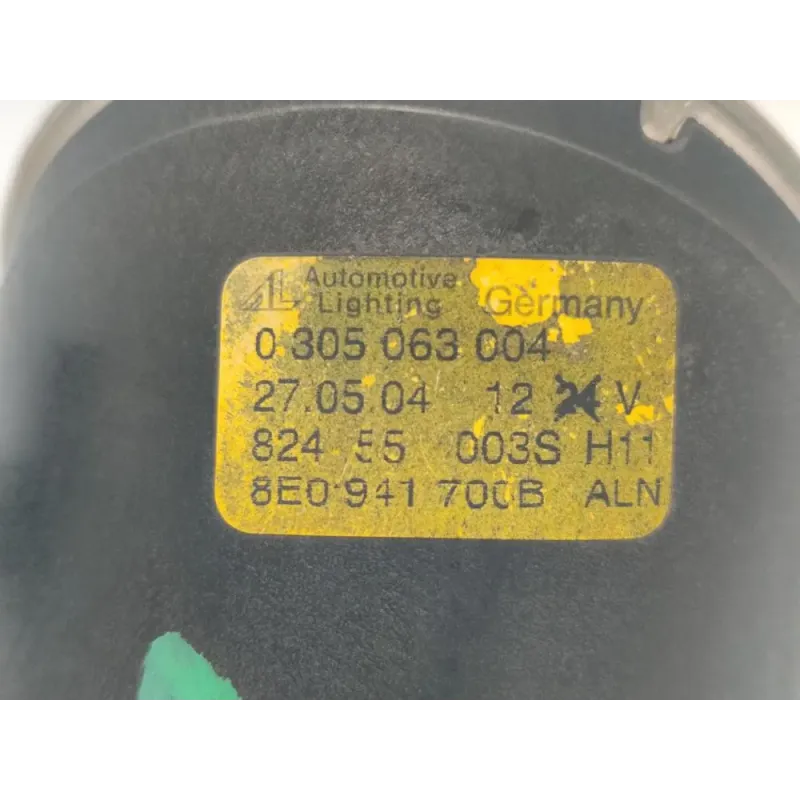 AL Automotive
Lighting Germany
0 305 063 004
27.05.04 12 24 V
824 55 003S H11
8E0 941 700B ALN